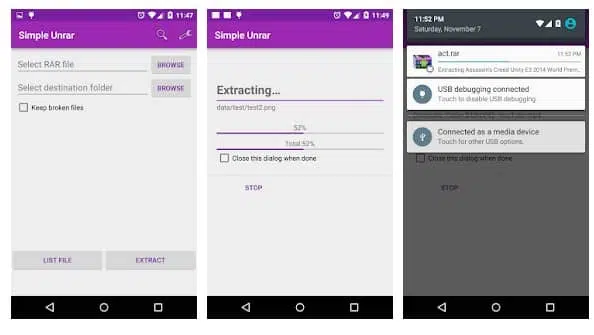 11:47
Simple Unrar
Select RAR file
BROWSE
Select destination folder
BROWSE
Keep broken files
LIST FILE
EXTRACT
11:49
Simple Unrar
Extracting...
data/test/test2.png
52%
Total 52%
Close this dialog when done
STOP
11:52 PM
Saturday, November 7
act.rar
11:52 PM
Extracting Assassin's Creed Unity E3 2014 World Prem..
USB debugging connected
Touch to disable USB debugging.
Connected as a media device
Touch for other USB options.
Close this dialog when done
STOP